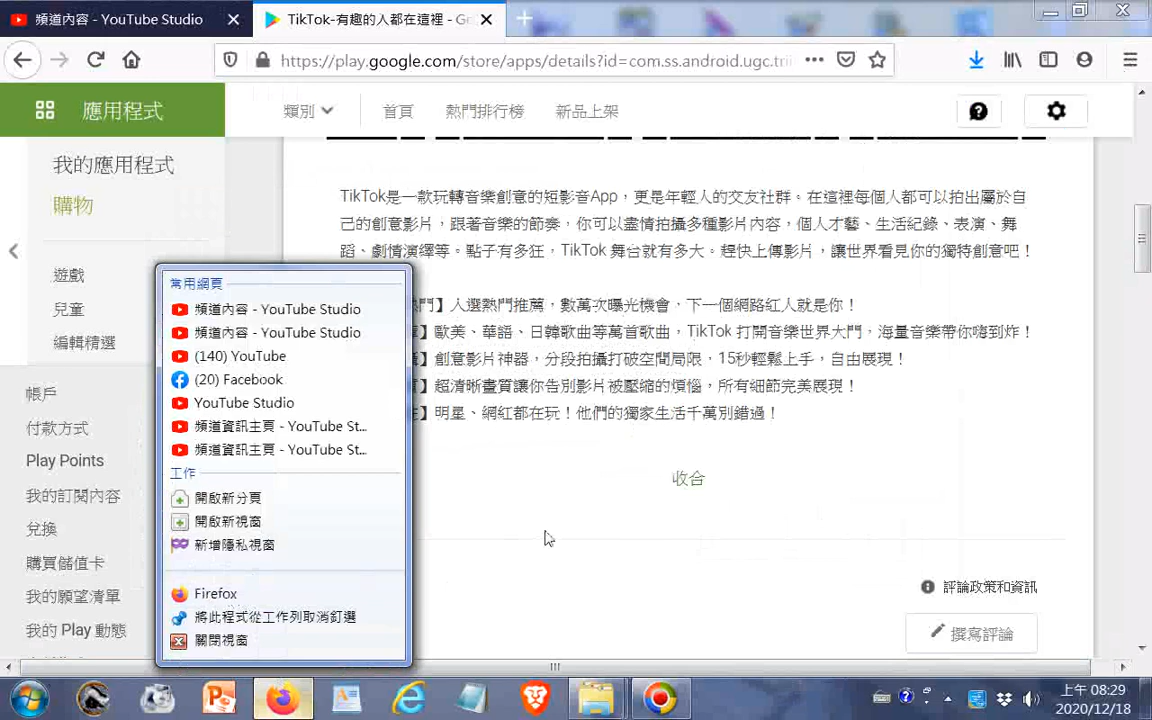 頻道內容 - YouTube Studio
TikTok-有趣的人都在這裡 - Go
https://play.google.com/store/apps/details?id=com.ss.android.ugc.tri
應用程式
類別
首頁
熱門排行榜
新品上架
我的應用程式
購物
遊戲
兒童
編輯精選
帳戶
付款方式
Play Points
我的訂閱內容
兌換
購買儲值卡
我的願望清單
我的 Play 動態
TikTok是一款玩轉音樂創意的短影音App，更是年輕人的交友社群。在這裡每個人都可以拍出屬於自
己的創意影片，跟著音樂的節奏，你可以盡情拍攝多種影片內容，個人才藝、生活紀錄、表演、舞
蹈、劇情演繹等。點子有多狂，TikTok 舞台就有多大。趕快上傳影片，讓世界看見你的獨特創意吧！
門】人選熱門推薦，數萬次曝光機會，下一個網路紅人就是你！
】歐美、華語、日韓歌曲等萬首歌曲，TikTok 打開音樂世界大門，海量音樂帶你嗨到炸！
】創意影片神器，分段拍攝打破空間局限，15秒輕鬆上手，自由展現！
】超清晰畫質讓你告別影片被壓縮的煩惱，所有細節完美展現！
】明星、網紅都在玩！他們的獨家生活千萬別錯過！
收合
評論政策和資訊
撰寫評論
常用網頁
頻道內容 - YouTube Studio
頻道內容 - YouTube Studio
(140) YouTube
(20) Facebook
YouTube Studio
頻道資訊主頁 - YouTube St...
頻道資訊主頁 - YouTube St...
工作
開啟新分頁
開啟新視窗
新增隱私視窗
Firefox
將此程式從工作列取消釘選
關閉視窗
上午 08:29
2020/12/18